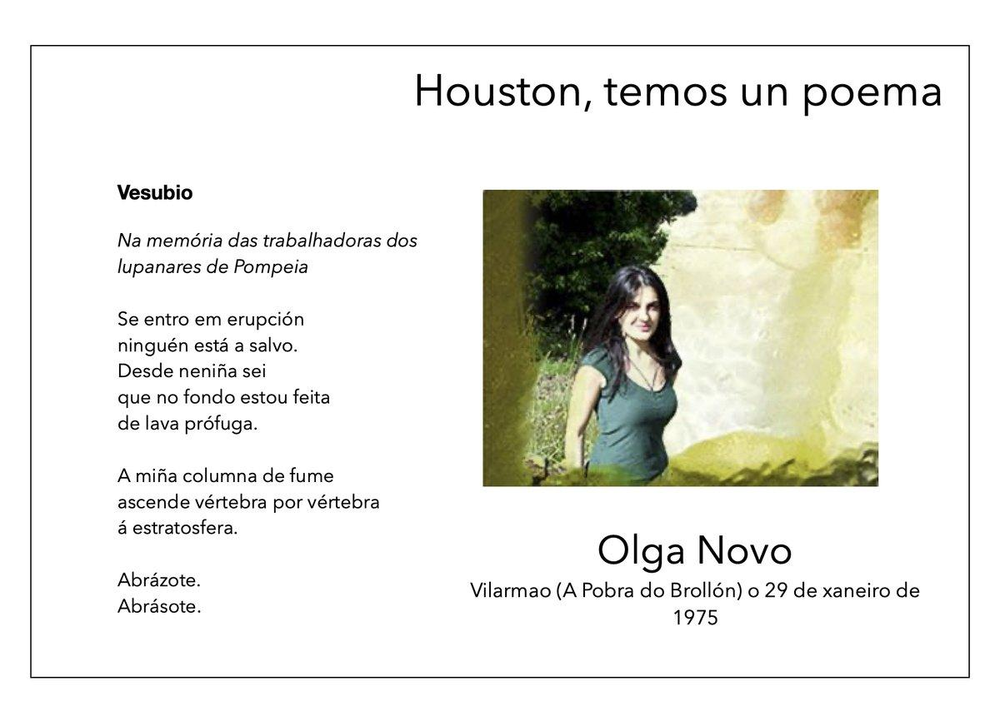 Houston, temos un poema
Vesubio
Na memória das trabalhadoras dos
lupanares de Pompeia
Se entro em erupción
ninguén está a salvo.
Desde neniña sei
que no fondo estou feita
de lava prófuga.
A miña columna de fume
ascende vértebra por vértebra
á estratosfera.
Abrázote.
Abrásote.
Olga Novo
Vilarmao (A Pobra do Brollón) o 29 de xaneiro de
1975